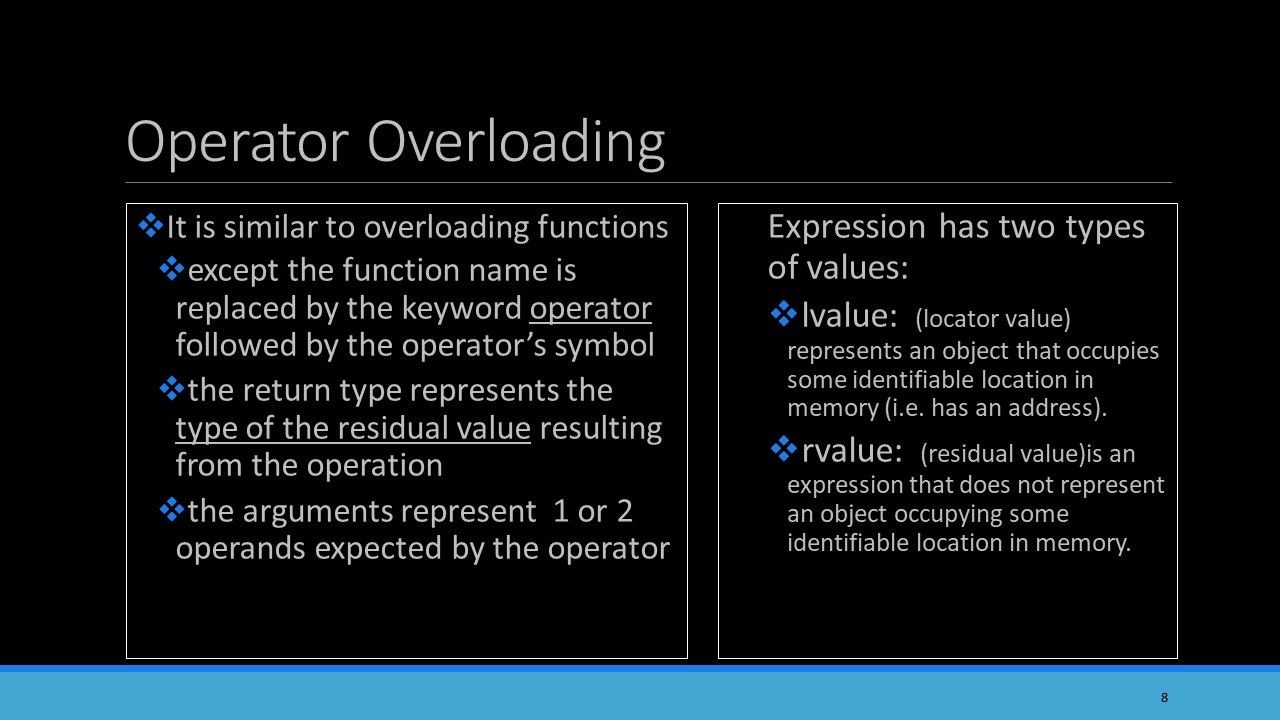 Operator Overloading
❖It is similar to overloading functions
❖except the function name is
replaced by the keyword operator
followed by the operator’s symbol
❖the return type represents the
type of the residual value resulting
from the operation
❖the arguments represent 1 or 2
operands expected by the operator
Expression has two types
of values:
❖lvalue: (locator value)
represents an object that occupies
some identifiable location in
memory (i.e. has an address).
❖rvalue: (residual value)is an
expression that does not represent
an object occupying some
identifiable location in memory.
8